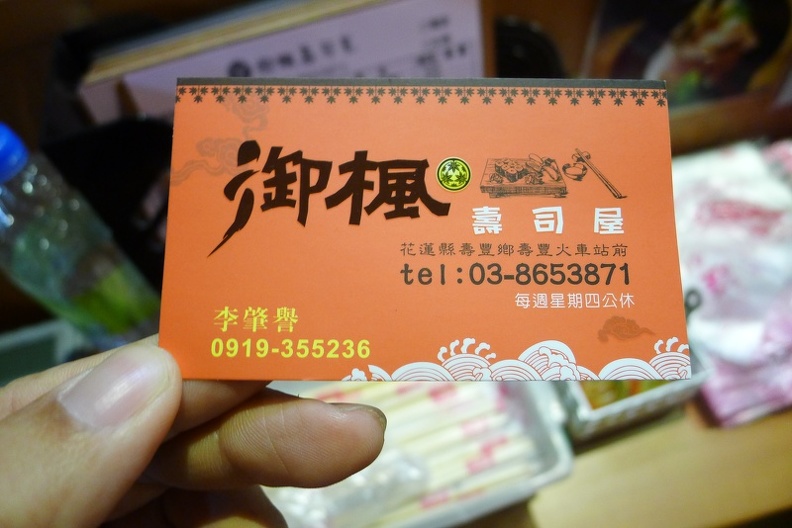 御楓
壽司屋
花蓮縣壽豐鄉壽豐火車站前
tel:03-8653871
每週星期四公休
李肇譽
0919-355236